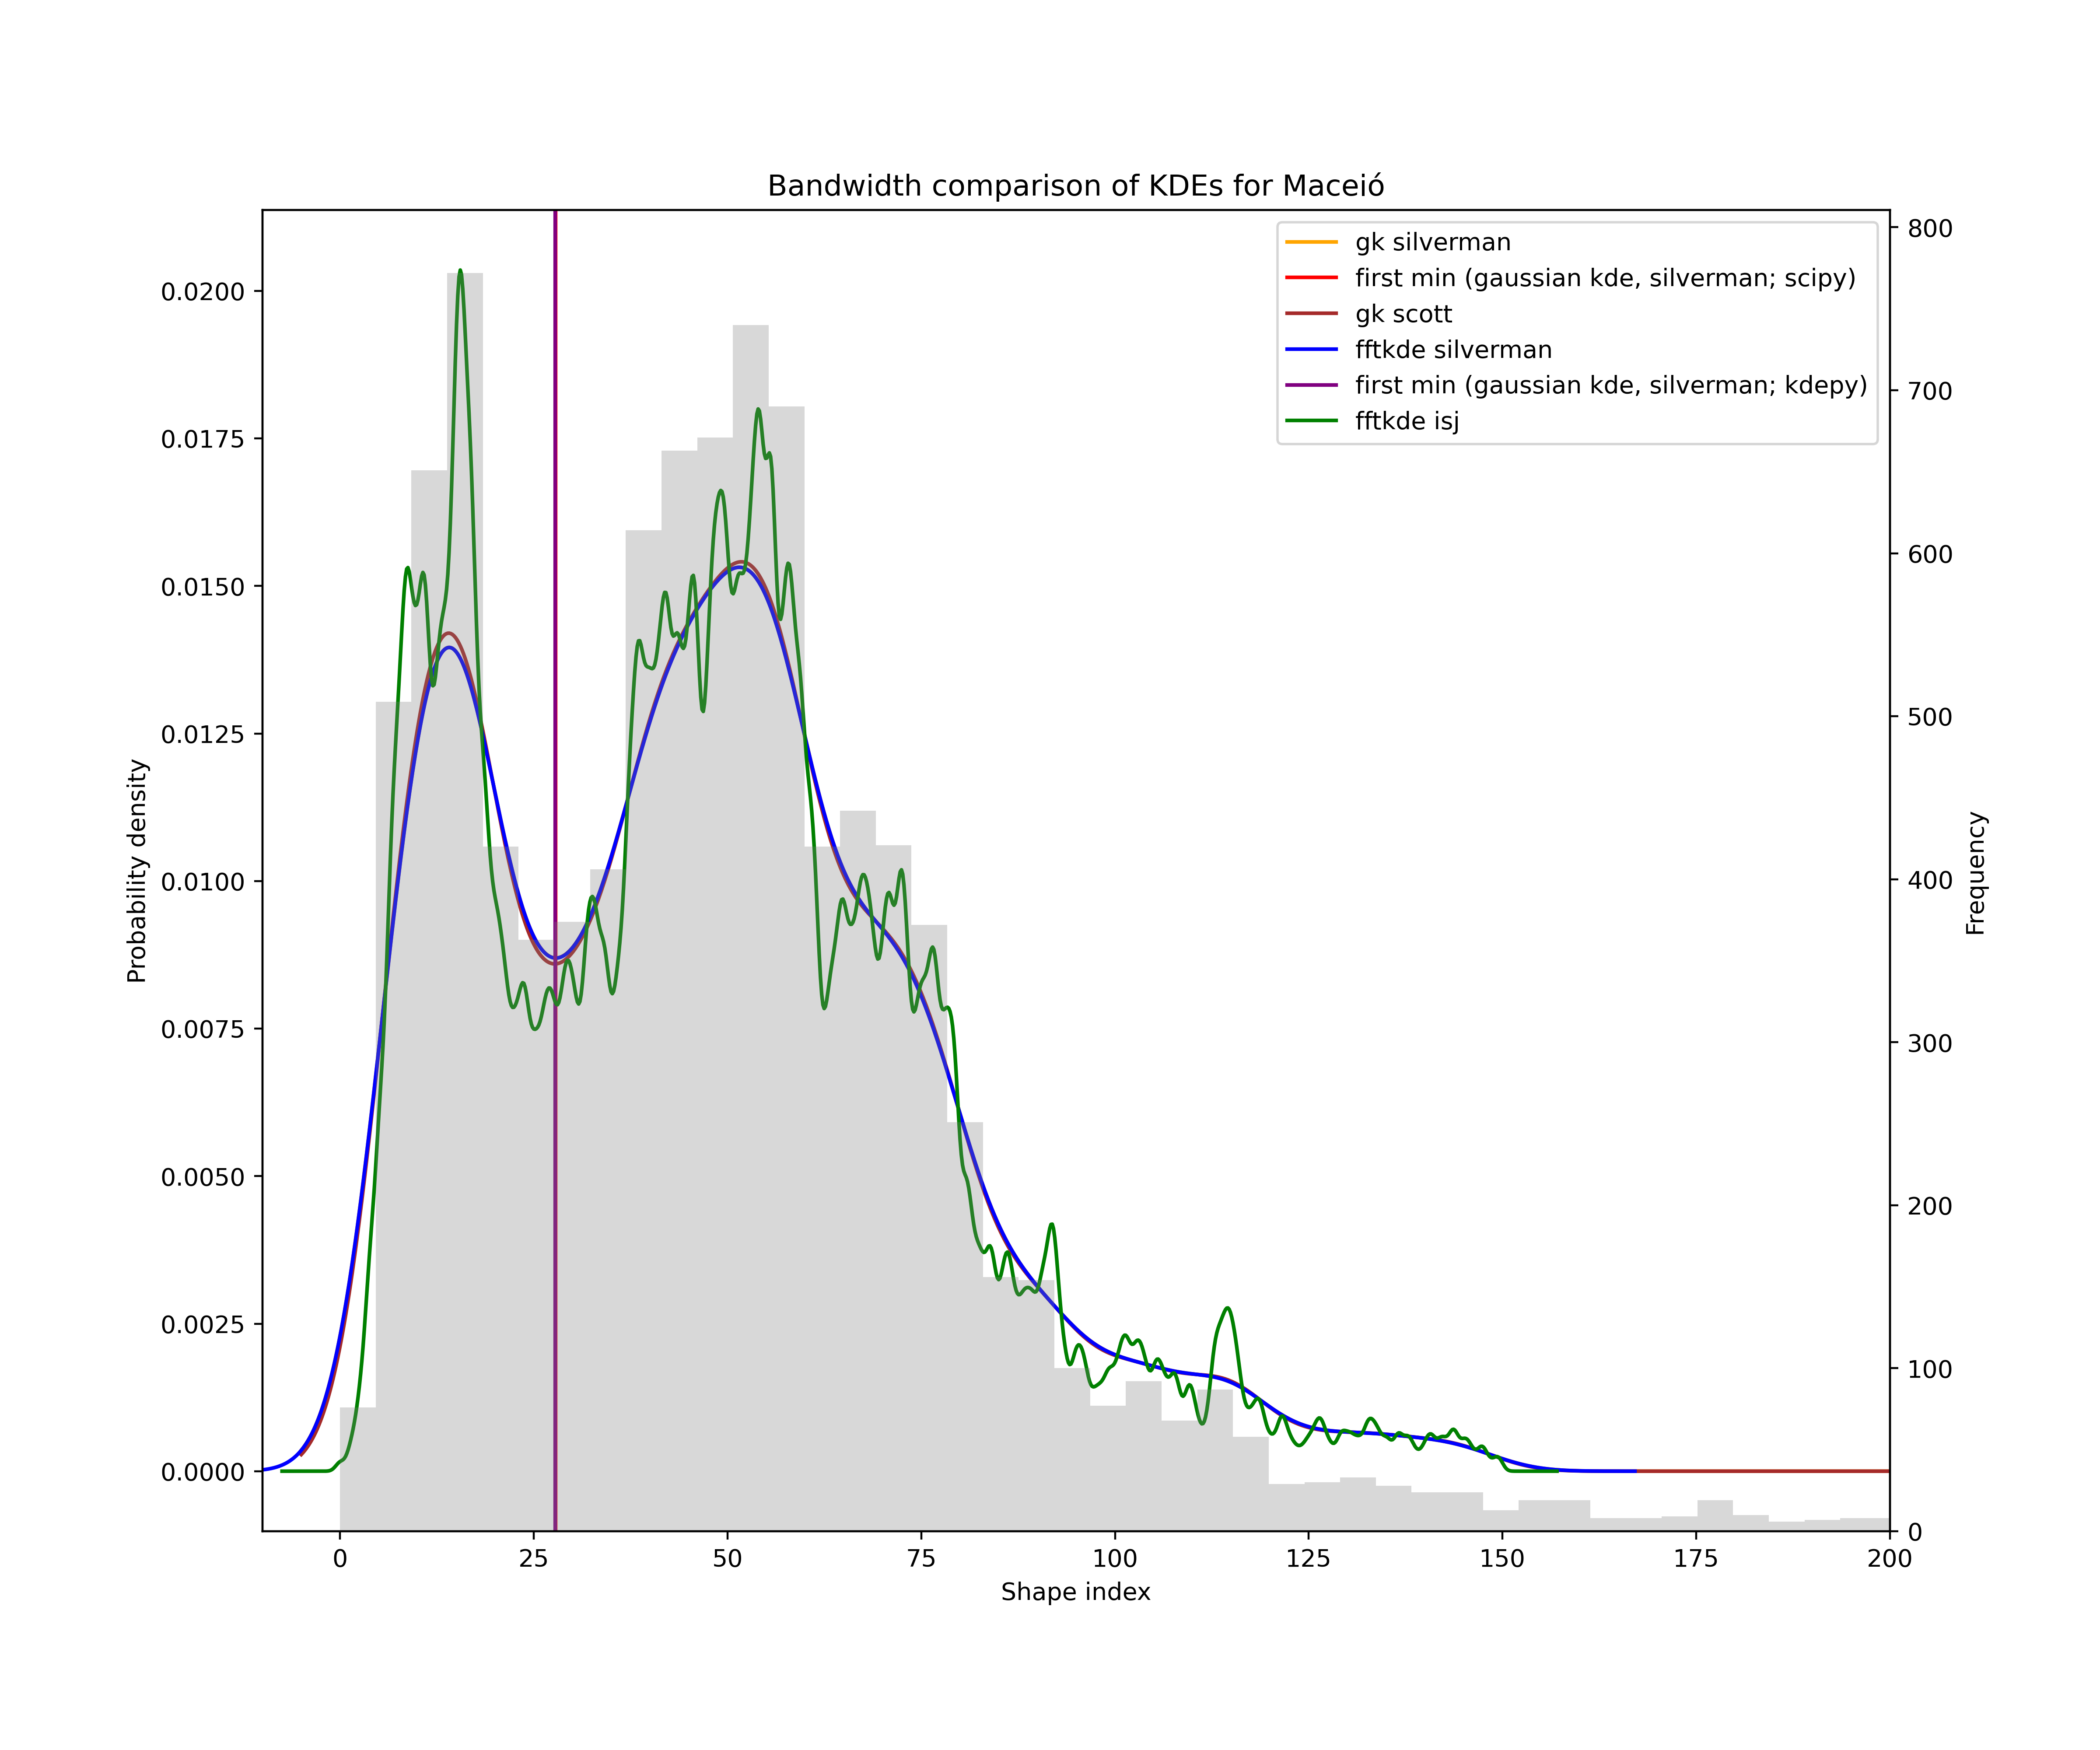 Bandwidth comparison of KDEs for Maceió
gk silverman
first min (gaussian kde, silverman; scipy)
gk scott
fftkde silverman
first min (gaussian kde, silverman; kdepy)
fftkde isj
Probability density
0.0200
0.0175
0.0150
0.0125
0.0100
0.0075
0.0050
0.0025
0.0000
800
700
600
500
400
300
200
100
0
Frequency
0 25 50 75 100 125 150 175 200
Shape index